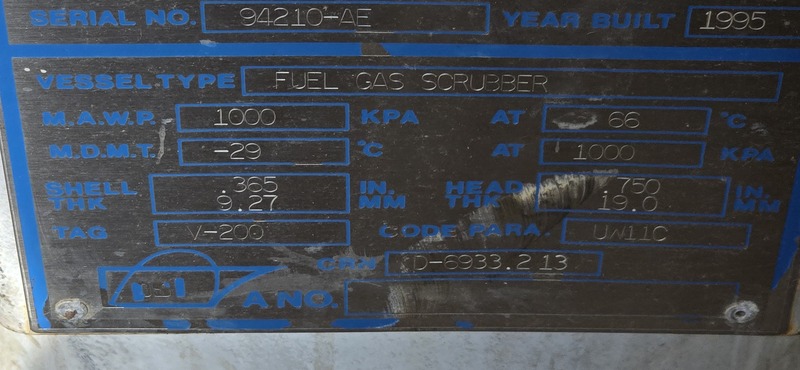 SERIAL NO. 94210-AE YEAR BUILT 1995
VESSEL TYPE FUEL GAS SCRUBBER
M.A.W.P. 1000 KPA AT 66 °C
M.D.M.T. -29 °C AT 1000 KPA
SHELL THK .365 IN. HEAD THK .750 IN.
9.27 MM 19.0 MM
TAG V-200 CODE PARA. UW11C
CRN D-6933.213
A NO.